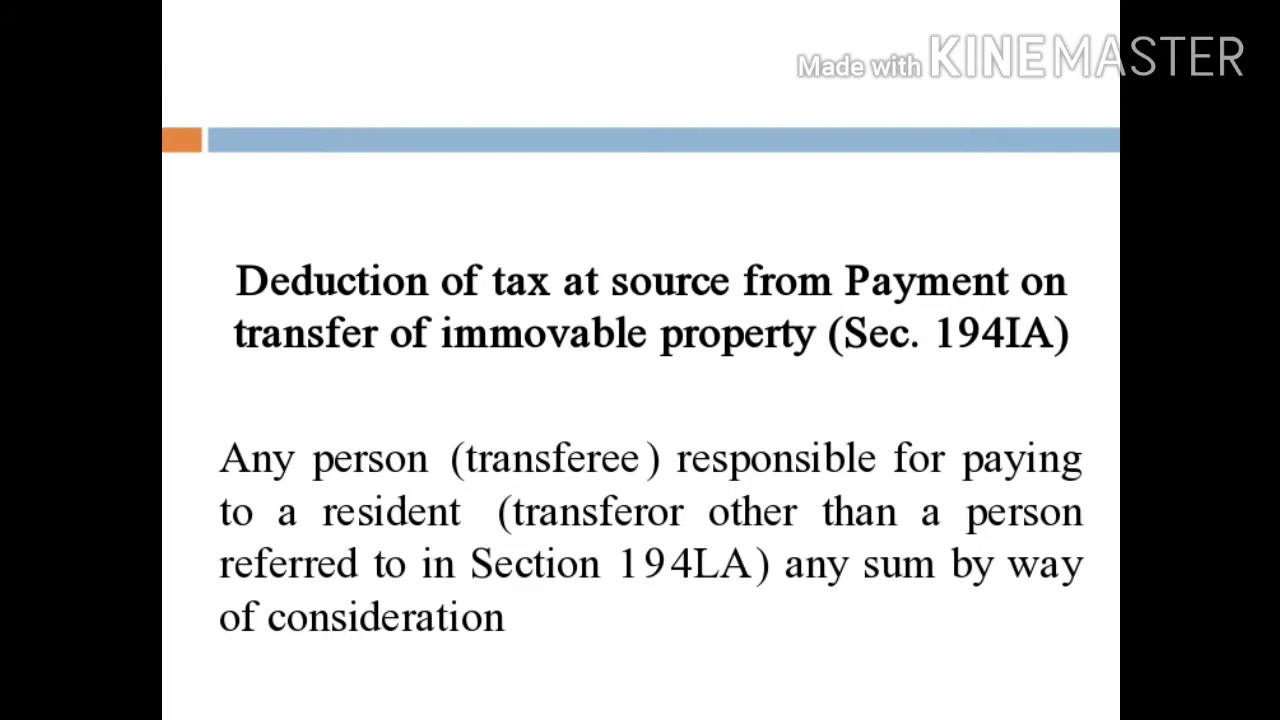 Made with KINEMASTER
Deduction of tax at source from Payment on
transfer of immovable property (Sec. 194IA)
Any person (transferee) responsible for paying
to a resident (transferor other than a person
referred to in Section 194LA) any sum by way
of consideration